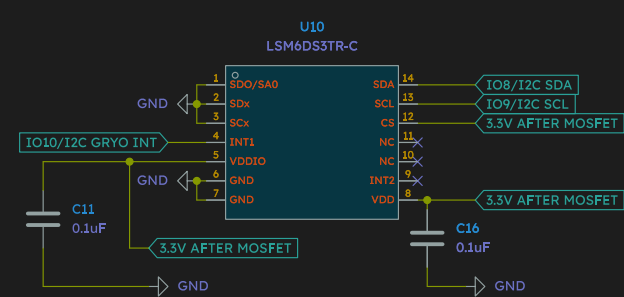 U10
LSM6DS3TR-C
1 SDO/SA0 SDA 14 IO8/I2C SDA
GND 2 SDx SCL 13 IO9/I2C SCL
3 SCx CS 12 3.3V AFTER MOSFET
IO10/I2C GRYO INT 4 INT1 NC 11
5 VDDIO NC 10
GND 6 GND INT2 9
7 GND VDD 8 3.3V AFTER MOSFET
C11
0.1uF
C16
0.1uF
3.3V AFTER MOSFET
GND
GND